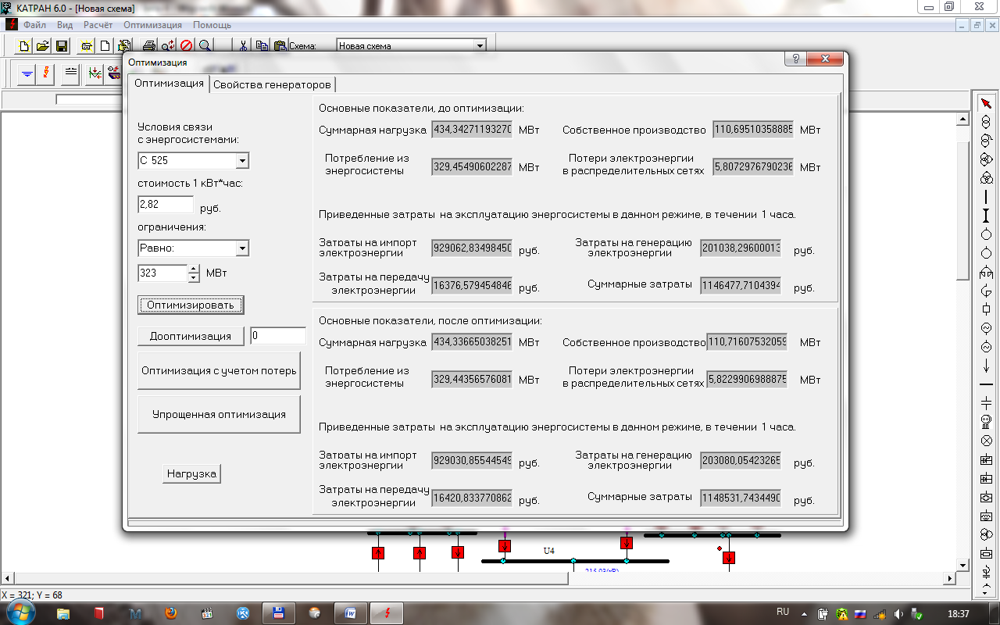 КАТРАН 6.0 - [Новая схема]
Файл Вид Расчёт Оптимизация Помощь
Схема: Новая схема
Оптимизация
Оптимизация Свойства генераторов
Условия связи
с энергосистемами:
С 525
стоимость 1 кВт*час:
2,82 руб.
ограничения:
Равно:
323 МВт
Оптимизировать
Дооптимизация 0
Оптимизация с учетом потерь
Упрощенная оптимизация
Нагрузка
Основные показатели, до оптимизации:
Суммарная нагрузка 434,34271193270 МВт Собственное производство 110,69510358885 МВт
Потребление из
энергосистемы 329,45490602287 МВт
Потери электроэнергии
в распределительных сетях 5,8072976790236 МВт
Приведенные затраты на эксплуатацию энергосистемы в данном режиме, в течении 1 часа.
Затраты на импорт
электроэнергии 929062,83498450 руб.
Затраты на генерацию
электроэнергии 201038,29600013 руб.
Затраты на передачу
электроэнергии 16376,579454846 руб.
Суммарные затраты 1146477,7104394 руб.
Основные показатели, после оптимизации:
Суммарная нагрузка 434,33665038251 МВт Собственное производство 110,71607532059 МВт
Потребление из
энергосистемы 329,44356576081 МВт
Потери электроэнергии
в распределительных сетях 5,8229906988875 МВт
Приведенные затраты на эксплуатацию энергосистемы в данном режиме, в течении 1 часа.
Затраты на импорт
электроэнергии 929030,85544549 руб.
Затраты на генерацию
электроэнергии 203080,05423265 руб.
Затраты на передачу
электроэнергии 16420,833770862 руб.
Суммарные затраты 1148531,7434490 руб.
U4
X = 321; Y = 68
RU 18:37